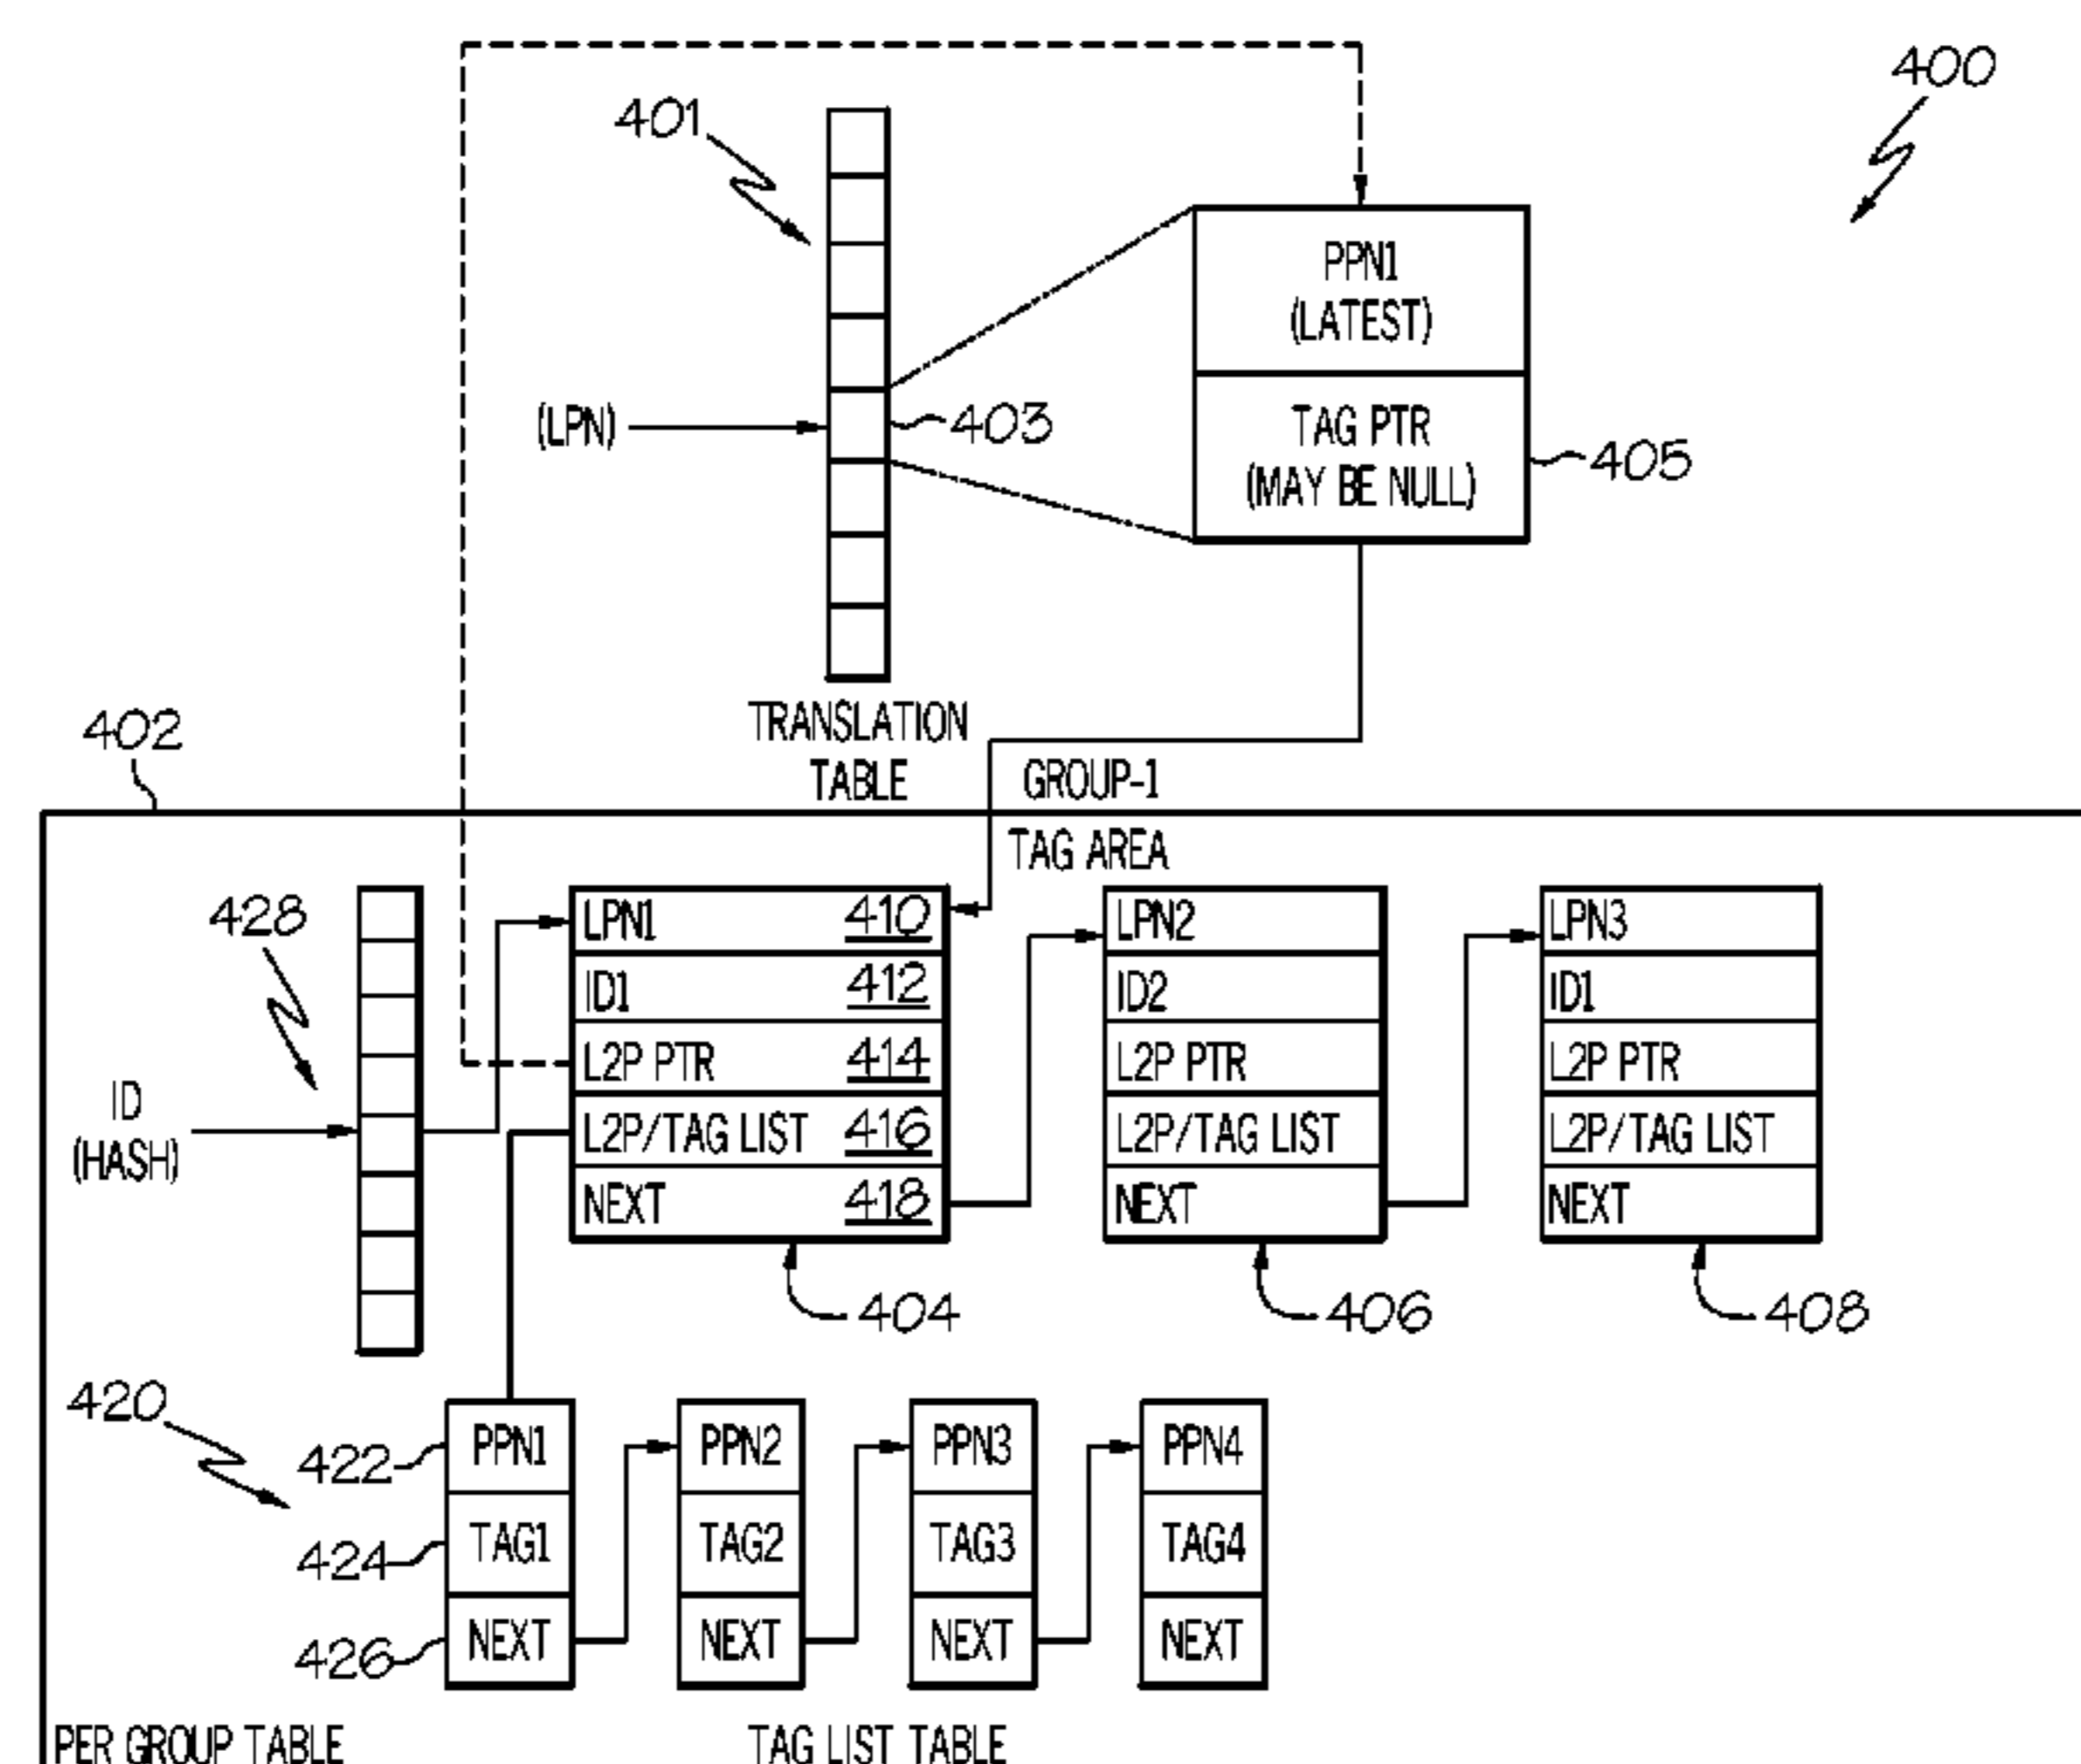 400
401
PPN1
(LATEST)
(LPN)
403
TAG PTR
(MAY BE NULL)
405
TRANSLATION
TABLE
GROUP-1
402
TAG AREA
428
LPN1 410
ID1 412
L2P PTR 414
L2P/TAG LIST 416
NEXT 418
404
LPN2
ID2
L2P PTR
L2P/TAG LIST
NEXT
406
LPN3
ID1
L2P PTR
L2P/TAG LIST
NEXT
408
ID
(HASH)
420
422
424
426
PPN1
TAG1
NEXT
PPN2
TAG2
NEXT
PPN3
TAG3
NEXT
PPN4
TAG4
NEXT
PER GROUP TABLE
TAG LIST TABLE